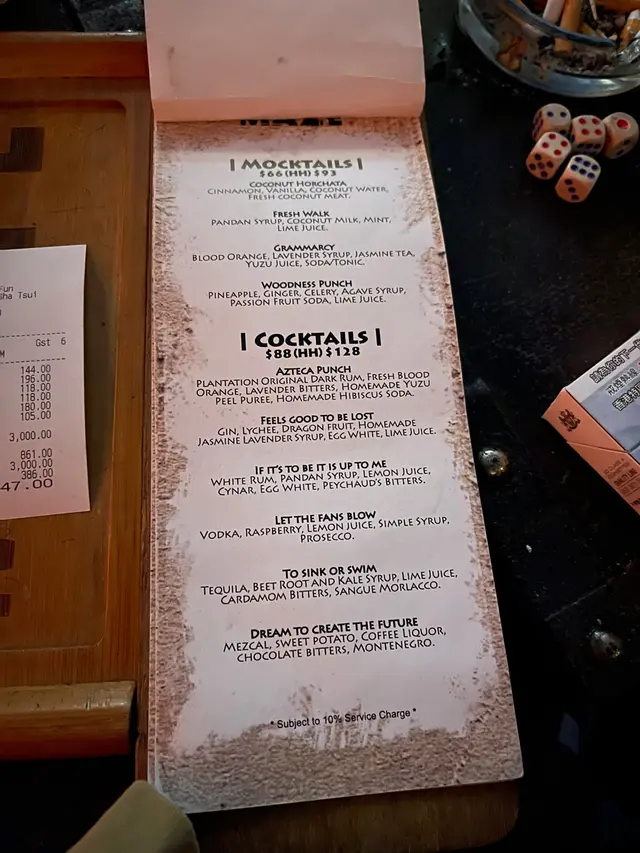 MAZE
| MOCKTAILS |
$66(HH) $93
COCONUT HORCHATA
CINNAMON, VANILLA, COCONUT WATER,
FRESH COCONUT MEAT.
FRESH WALK
PANDAN SYRUP, COCONUT MILK, MINT,
LIME JUICE.
GRAMMARCY
BLOOD ORANGE, LAVENDER SYRUP, JASMINE TEA,
YUZU JUICE, SODA/TONIC.
WOODNESS PUNCH
PINEAPPLE, GINGER, CELERY, AGAVE SYRUP,
PASSION FRUIT SODA, LIME JUICE.
| COCKTAILS |
$88(HH) $128
AZTECA PUNCH
PLANTATION ORIGINAL DARK RUM, FRESH BLOOD
ORANGE, LAVENDER BITTERS, HOMEMADE YUZU
PEEL PUREE, HOMEMADE HIBISCUS SODA.
FEELS GOOD TO BE LOST
GIN, LYCHEE, DRAGON FRUIT, HOMEMADE
JASMINE LAVENDER SYRUP, EGG WHITE, LIME JUICE.
IF IT'S TO BE IT IS UP TO ME
WHITE RUM, PANDAN SYRUP, LEMON JUICE,
CYNAR, EGG WHITE, PEYCHAUD'S BITTERS.
LET THE FANS BLOW
VODKA, RASPBERRY, LEMON JUICE, SIMPLE SYRUP,
PROSECCO.
TO SINK OR SWIM
TEQUILA, BEET ROOT AND KALE SYRUP, LIME JUICE,
CARDAMOM BITTERS, SANGUE MORLACCO.
DREAM TO CREATE THE FUTURE
MEZCAL, SWEET POTATO, COFFEE LIQUOR,
CHOCOLATE BITTERS, MONTENEGRO.
* Subject to 10% Service Charge *
Fun
Sha Tsui
Gst 6
144.00
196.00
118.00
118.00
180.00
105.00
3,000.00
861.00
3,000.00
386.00
47.00